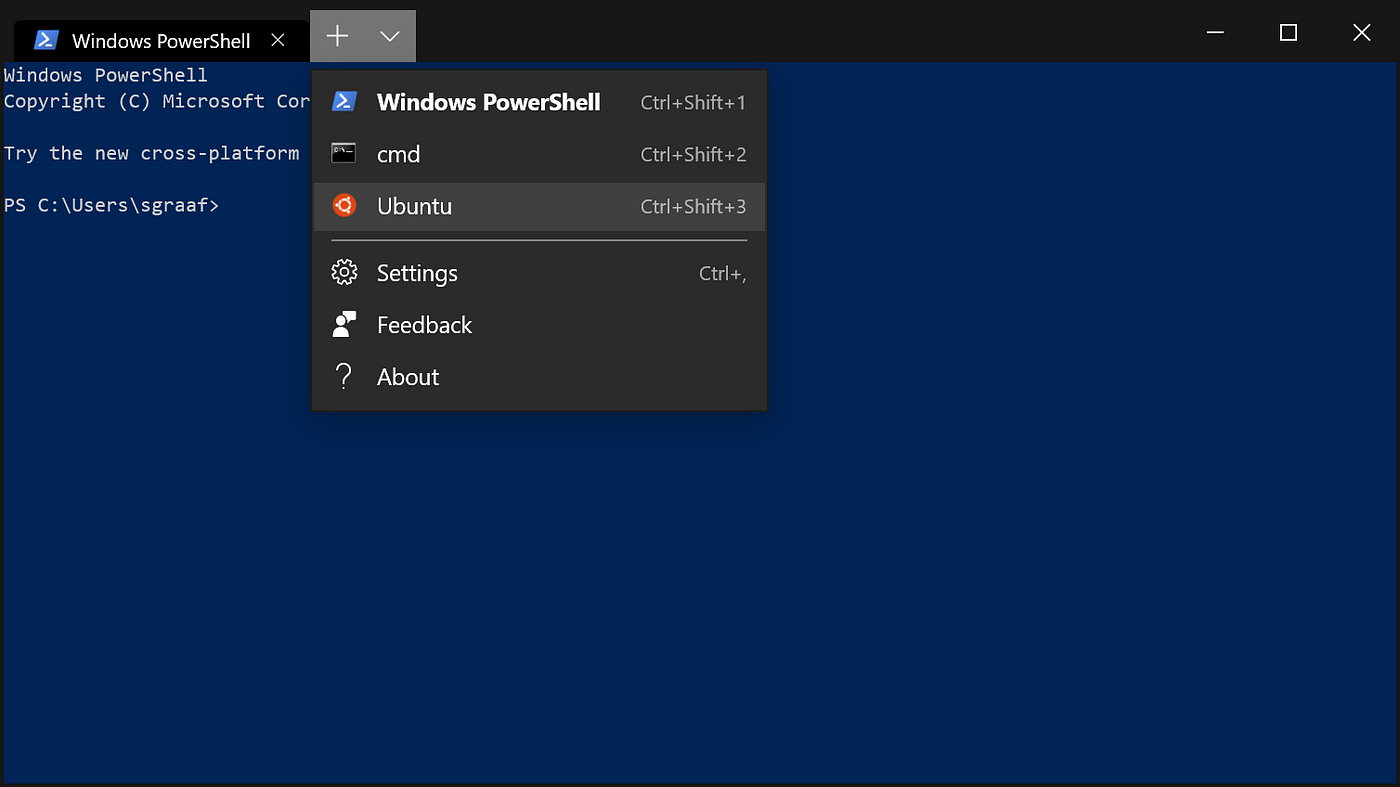 Windows PowerShell
Windows PowerShell
Copyright (C) Microsoft Cor
Try the new cross-platform
PS C:\Users\sgraaf>
Windows PowerShell Ctrl+Shift+1
cmd Ctrl+Shift+2
Ubuntu Ctrl+Shift+3
Settings Ctrl+,
Feedback
About